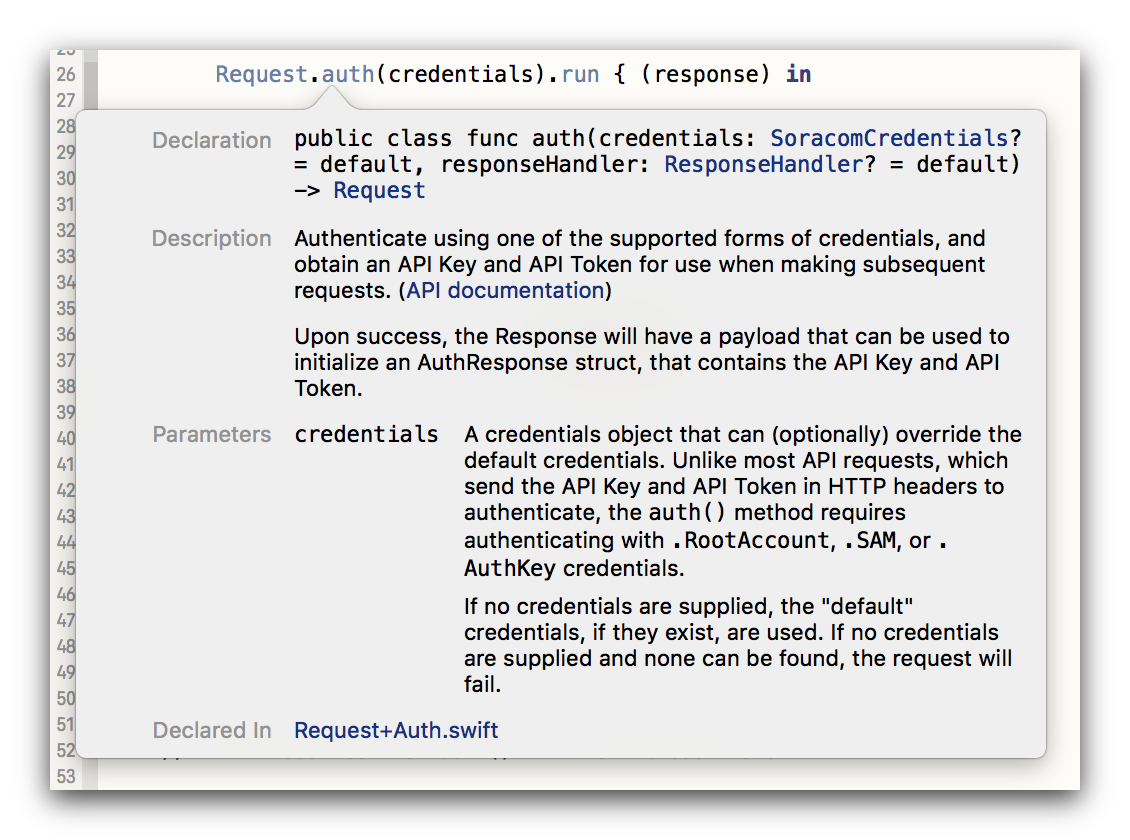 25
26 Request.auth(credentials).run { (response) in
27
28
Declaration public class func auth(credentials: SoracomCredentials?
29
= default, responseHandler: ResponseHandler? = default)
30
-> Request
31
32
Description Authenticate using one of the supported forms of credentials, and
33
obtain an API Key and API Token for use when making subsequent
34
requests. (API documentation)
35
36
Upon success, the Response will have a payload that can be used to
37
initialize an AuthResponse struct, that contains the API Key and API
38
Token.
39
40
Parameters credentials A credentials object that can (optionally) override the
41
default credentials. Unlike most API requests, which
42
send the API Key and API Token in HTTP headers to
43
authenticate, the auth() method requires
44
authenticating with .RootAccount, .SAM, or .
45
AuthKey credentials.
46
If no credentials are supplied, the "default"
47
credentials, if they exist, are used. If no credentials
48
are supplied and none can be found, the request will
49
fail.
50
51
Declared In Request+Auth.swift
52
53